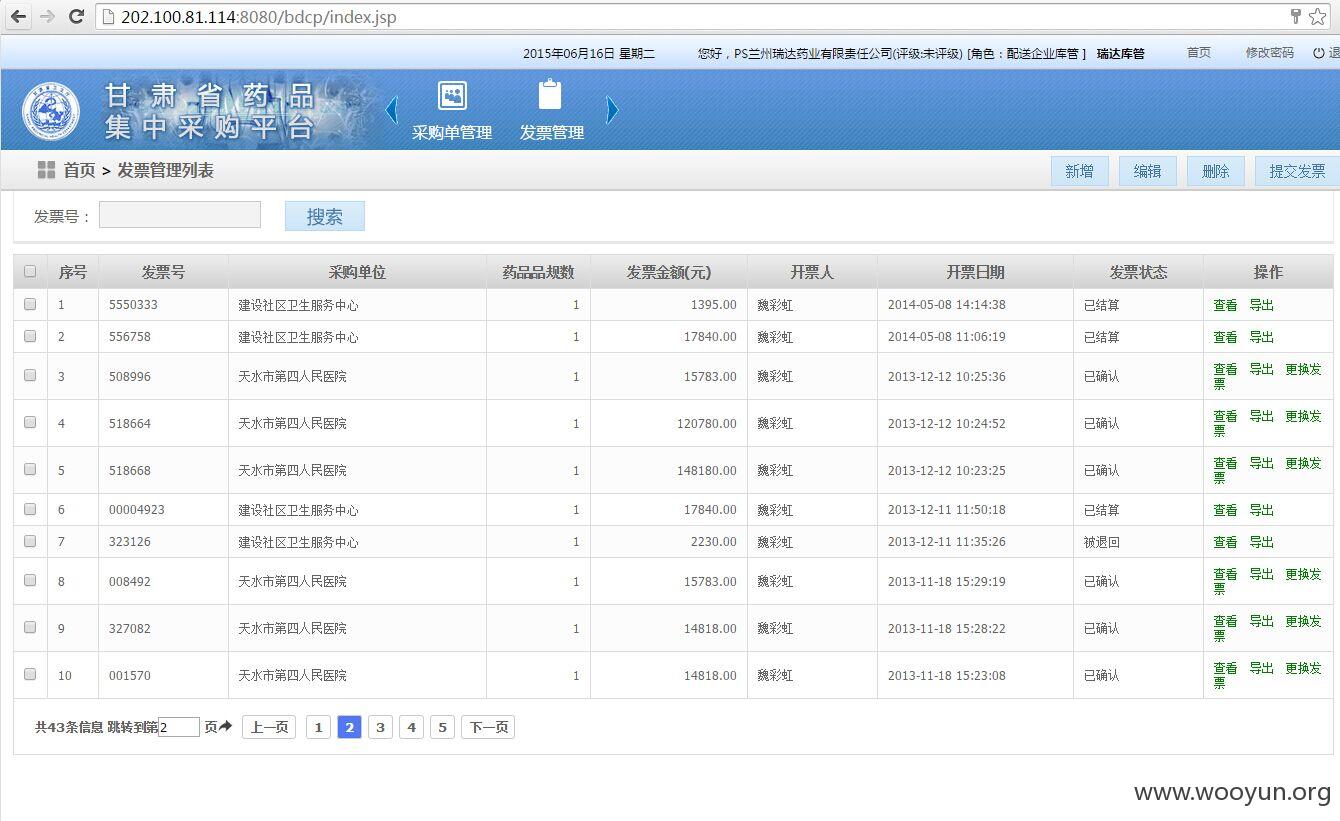 202.100.81.114:8080/bdcp/index.jsp
2015年06月16日 星期二 您好，PS兰州瑞达药业有限责任公司(评级:未评级) [角色：配送企业库管 ] 瑞达库管 首页 修改密码 退
甘肃省药品
集中采购平台
采购单管理 发票管理
首页 > 发票管理列表 新增 编辑 删除 提交发票
发票号： 搜索
序号 发票号 采购单位 药品品规数 发票金额(元) 开票人 开票日期 发票状态 操作
1 5550333 建设社区卫生服务中心 1 1395.00 魏彩虹 2014-05-08 14:14:38 已结算 查看 导出
2 556758 建设社区卫生服务中心 1 17840.00 魏彩虹 2014-05-08 11:06:19 已结算 查看 导出
3 508996 天水市第四人民医院 1 15783.00 魏彩虹 2013-12-12 10:25:36 已确认 查看 导出 更换发
票
4 518664 天水市第四人民医院 1 120780.00 魏彩虹 2013-12-12 10:24:52 已确认 查看 导出 更换发
票
5 518668 天水市第四人民医院 1 148180.00 魏彩虹 2013-12-12 10:23:25 已确认 查看 导出 更换发
票
6 00004923 建设社区卫生服务中心 1 17840.00 魏彩虹 2013-12-11 11:50:18 已结算 查看 导出
7 323126 建设社区卫生服务中心 1 2230.00 魏彩虹 2013-12-11 11:35:26 被退回 查看 导出
8 008492 天水市第四人民医院 1 15783.00 魏彩虹 2013-11-18 15:29:19 已确认 查看 导出 更换发
票
9 327082 天水市第四人民医院 1 14818.00 魏彩虹 2013-11-18 15:28:22 已确认 查看 导出 更换发
票
10 001570 天水市第四人民医院 1 14818.00 魏彩虹 2013-11-18 15:23:08 已确认 查看 导出 更换发
票
共43条信息 跳转到第2 页 上一页 1 2 3 4 5 下一页
www.wooyun.org